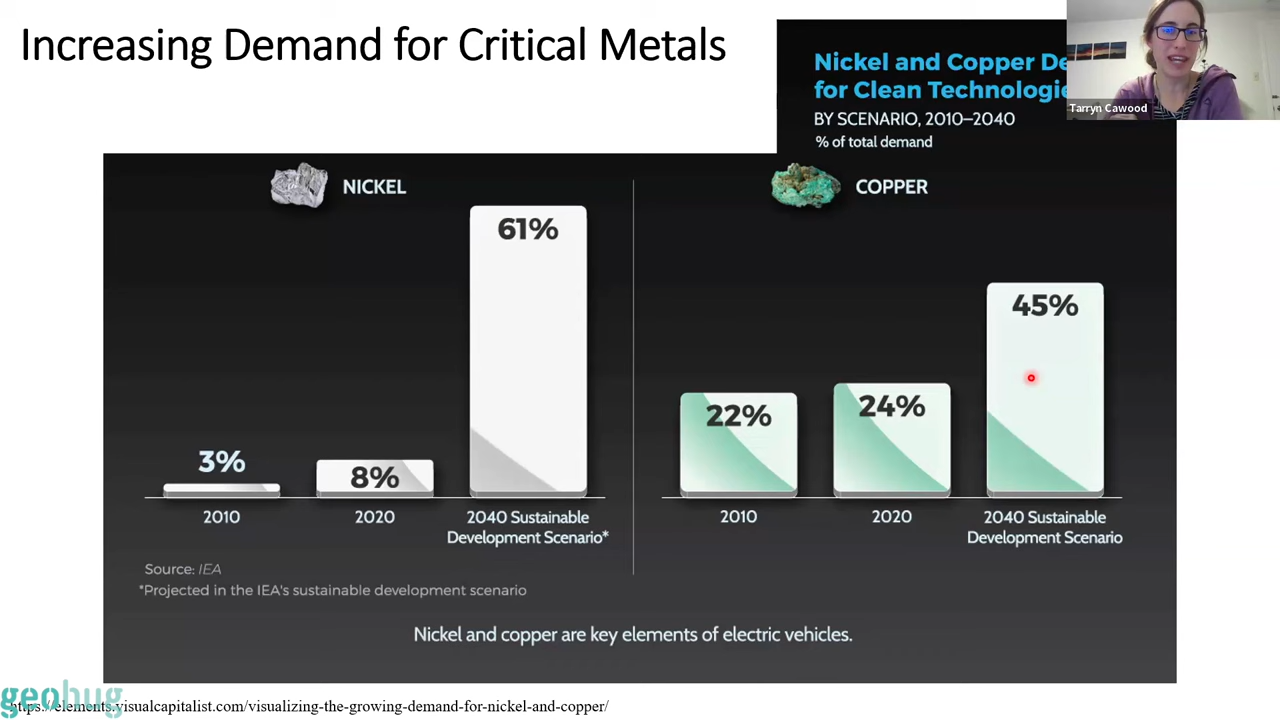 Increasing Demand for Critical Metals
Nickel and Copper De
for Clean Technologie
BY SCENARIO, 2010–2040
% of total demand
Tarryn Cawood
NICKEL
3%
8%
61%
2010
2020
2040 Sustainable
Development Scenario*
COPPER
22%
24%
45%
2010
2020
2040 Sustainable
Development Scenario
Source: IEA
*Projected in the IEA's sustainable development scenario
Nickel and copper are key elements of electric vehicles.
geohug
https://elements.visualcapitalist.com/visualizing-the-growing-demand-for-nickel-and-copper/